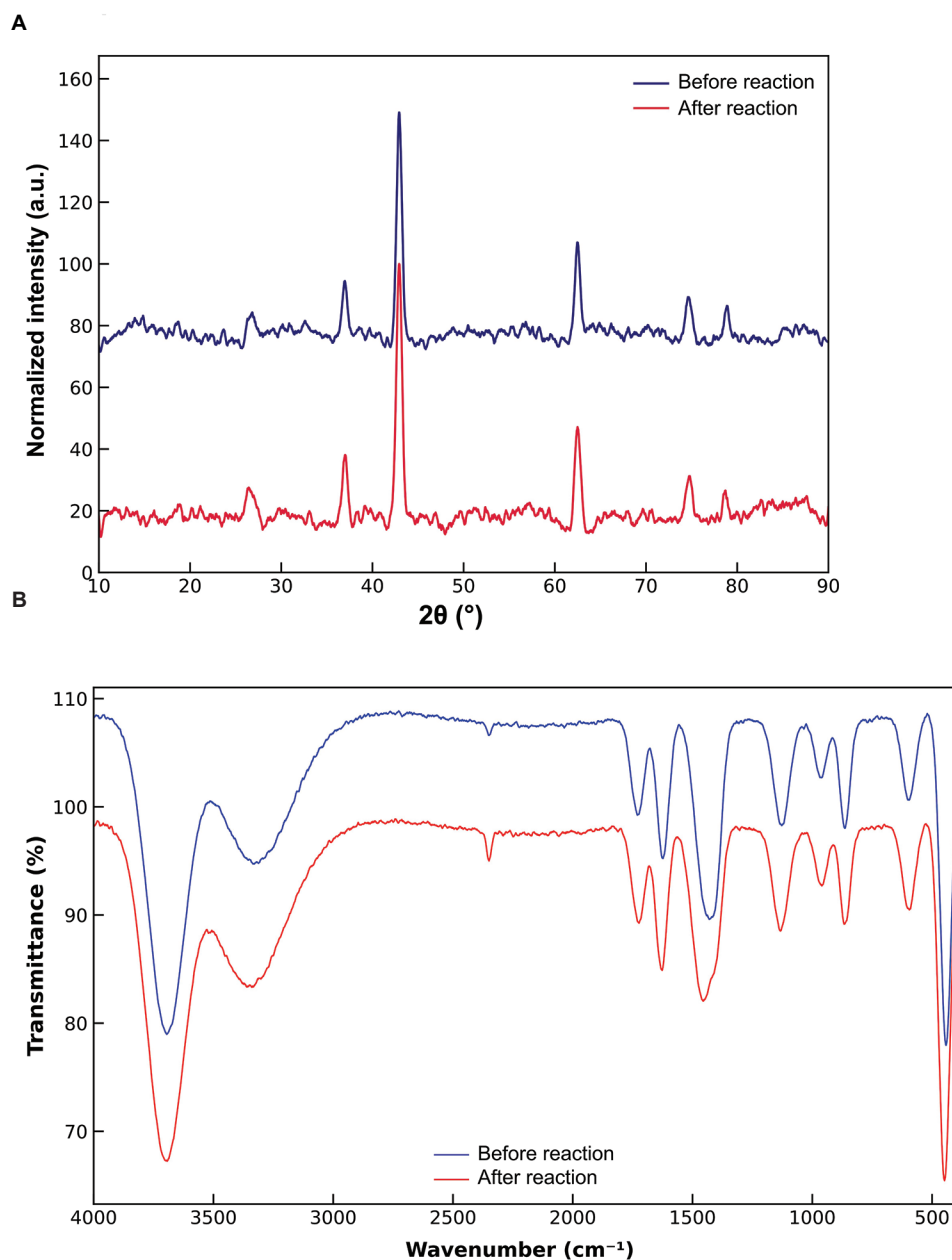 A
Normalized intensity (a.u.)
160
140
120
100
80
60
40
20
0
Before reaction
After reaction
10 20 30 40 50 60 70 80 90
2θ (°)
B
Transmittance (%)
110
100
90
80
70
Before reaction
After reaction
4000 3500 3000 2500 2000 1500 1000 500
Wavenumber (cm⁻¹)